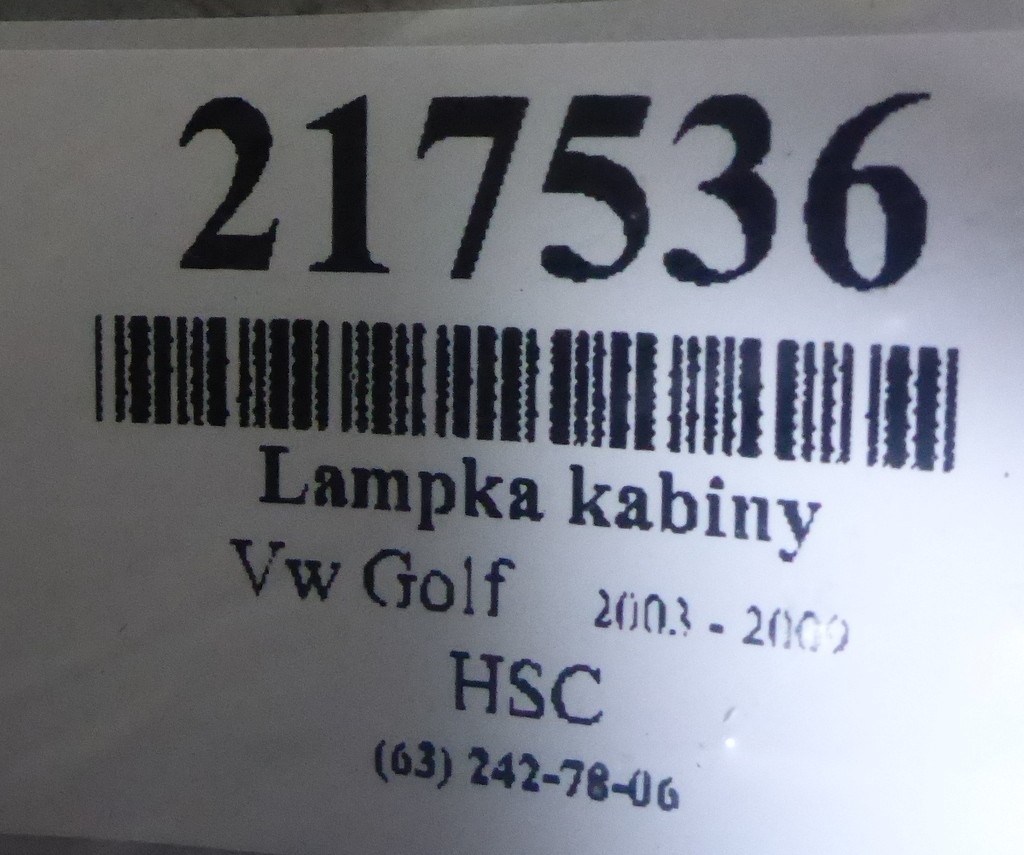 217536
Lampka kabiny
Vw Golf 2003 - 2009
HSC
(63) 242-78-06